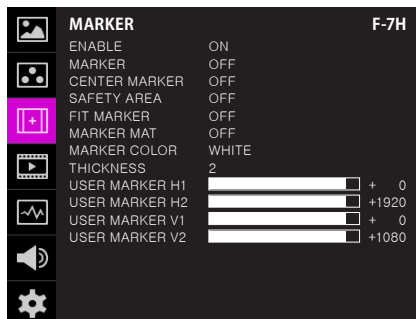 MARKER F-7H
ENABLE ON
MARKER OFF
CENTER MARKER OFF
SAFETY AREA OFF
FIT MARKER OFF
MARKER MAT OFF
MARKER COLOR WHITE
THICKNESS 2
USER MARKER H1 + 0
USER MARKER H2 +1920
USER MARKER V1 + 0
USER MARKER V2 +1080